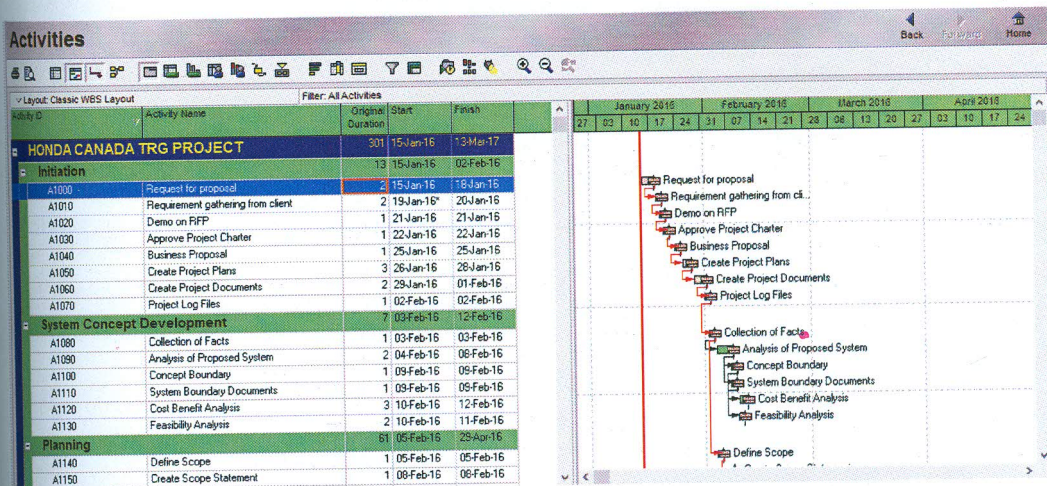 Activities
Back Forward Home
Layout: Classic WBS Layout Filter: All Activities
Activity ID Activity Name Original Duration Start Finish
January 2016 February 2016 March 2016 April 2016
27 03 10 17 24 31 07 14 21 28 06 13 20 27 03 10 17 24
HONDA CANADA TRG PROJECT 301 15-Jan-16 13-Mar-17
Initiation 13 15-Jan-16 02-Feb-16
A1000 Request for proposal 2 15-Jan-16 18-Jan-16 Request for proposal
A1010 Requirement gathering from client 2 19-Jan-16* 20-Jan-16 Requirement gathering from cli...
A1020 Demo on RFP 1 21-Jan-16 21-Jan-16 Demo on RFP
A1030 Approve Project Charter 1 22-Jan-16 22-Jan-16 Approve Project Charter
A1040 Business Proposal 1 25-Jan-16 25-Jan-16 Business Proposal
A1050 Create Project Plans 3 26-Jan-16 28-Jan-16 Create Project Plans
A1060 Create Project Documents 2 29-Jan-16 01-Feb-16 Create Project Documents
A1070 Project Log Files 1 02-Feb-16 02-Feb-16 Project Log Files
System Concept Development 7 03-Feb-16 12-Feb-16
A1080 Collection of Facts 1 03-Feb-16 03-Feb-16 Collection of Facts
A1090 Analysis of Proposed System 2 04-Feb-16 08-Feb-16 Analysis of Proposed System
A1100 Concept Boundary 1 09-Feb-16 09-Feb-16 Concept Boundary
A1110 System Boundary Documents 1 09-Feb-16 09-Feb-16 System Boundary Documents
A1120 Cost Benefit Analysis 3 10-Feb-16 12-Feb-16 Cost Benefit Analysis
A1130 Feasibility Analysis 2 10-Feb-16 11-Feb-16 Feasibility Analysis
Planning 61 05-Feb-16 29-Apr-16
A1140 Define Scope 1 05-Feb-16 05-Feb-16 Define Scope
A1150 Create Scope Statement 1 08-Feb-16 08-Feb-16